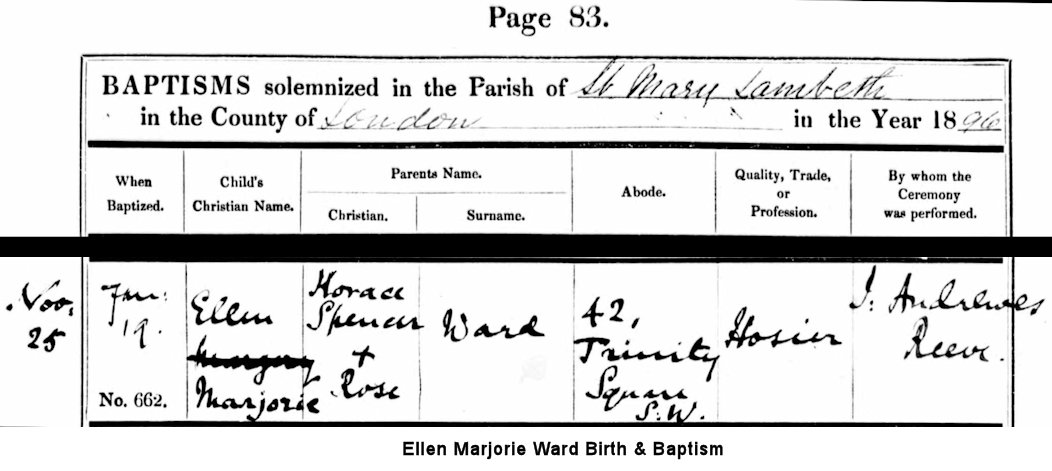 Page 83.
BAPTISMS solemnized in the Parish of St Mary Lambeth
in the County of London in the Year 1896
When Baptized.
Child's Christian Name.
Parents Name.
Christian.
Surname.
Abode.
Quality, Trade, or Profession.
By whom the Ceremony was performed.
Nov. 25
Jan: 19.
No. 662.
Ellen
Margery
Marjorie
Horace
Spencer
+
Rose
Ward
42,
Trinity
Square
S.W.
Hosier
J. Andrewes
Reeve.
Ellen Marjorie Ward Birth & Baptism